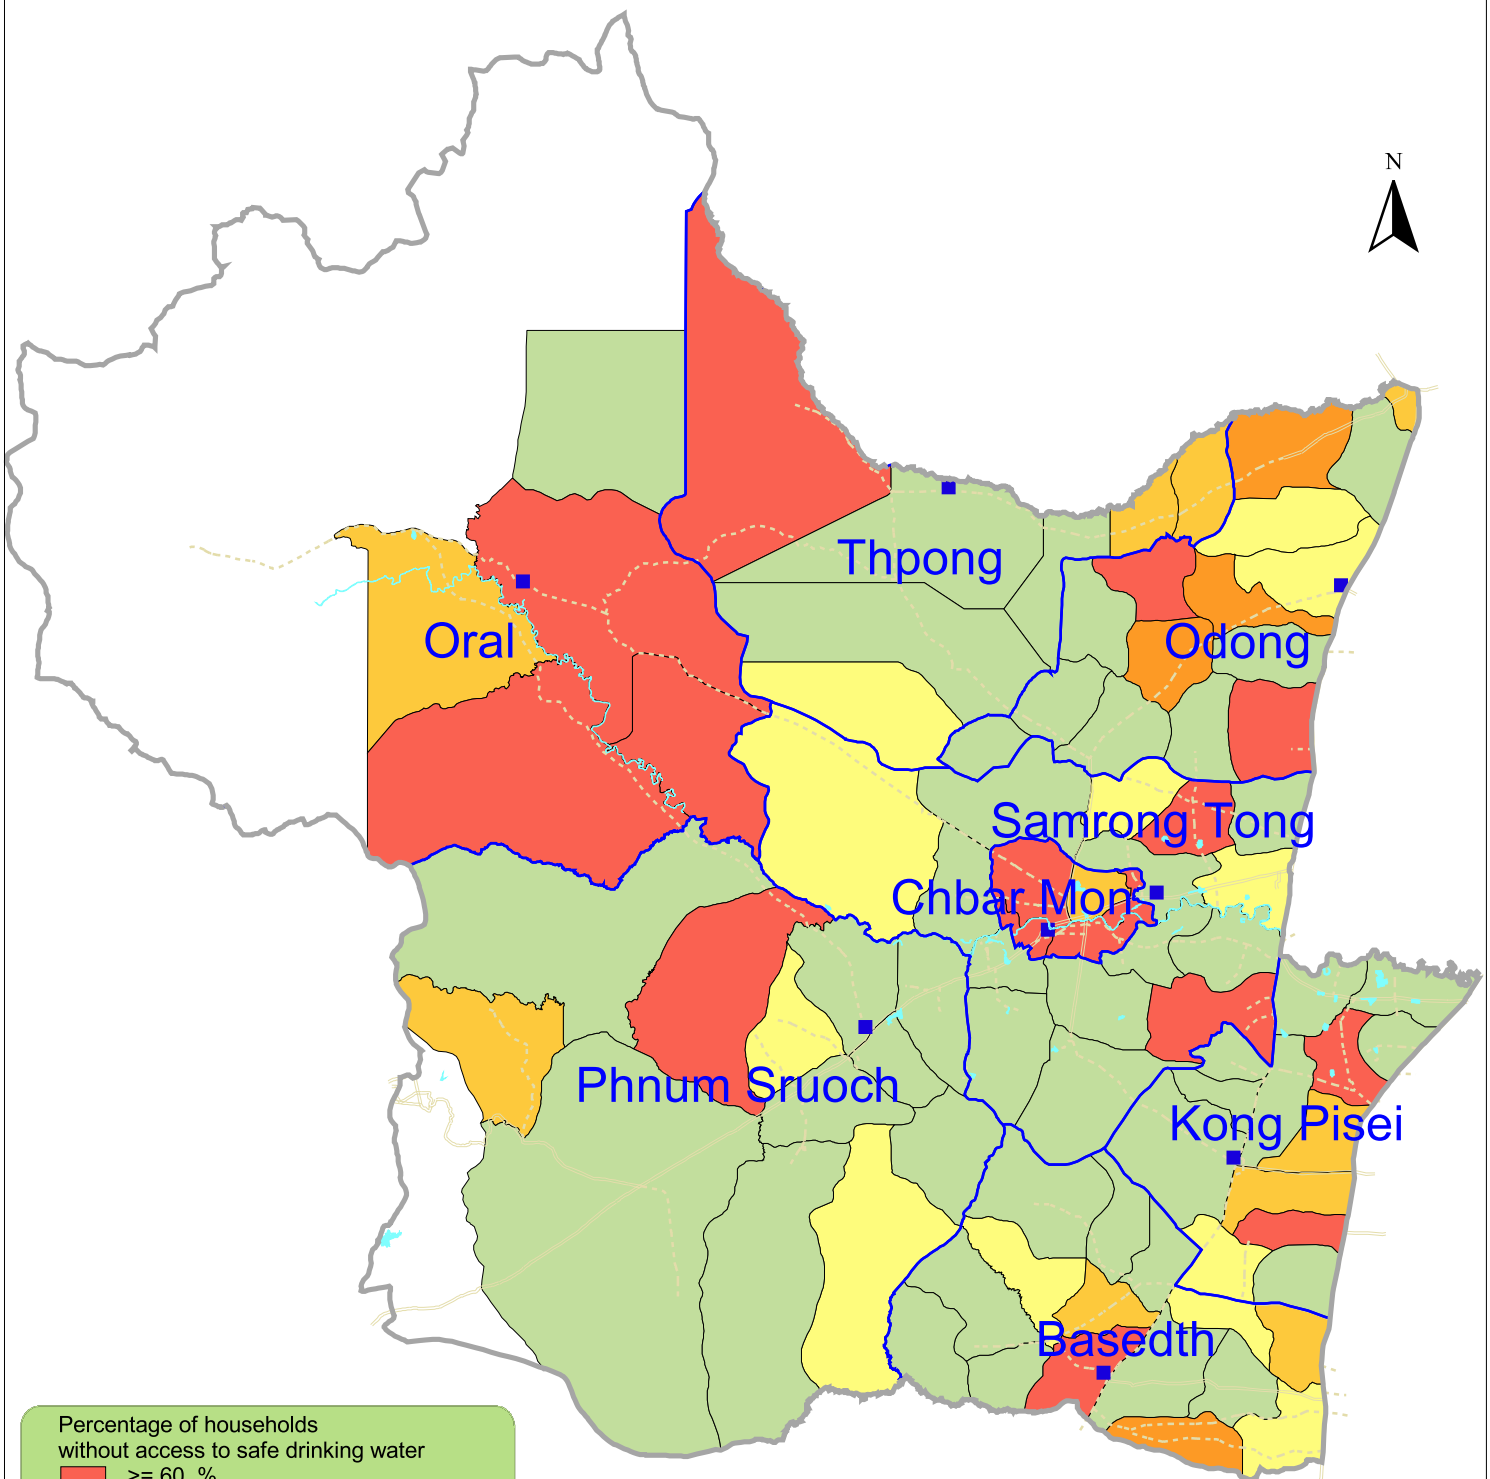 N
Thpong
Oral
Odong
Samrong Tong
Chbar Mon
Phnum Sruoch
Kong Pisei
Basedth
Percentage of households
without access to safe drinking water
>= 60 %